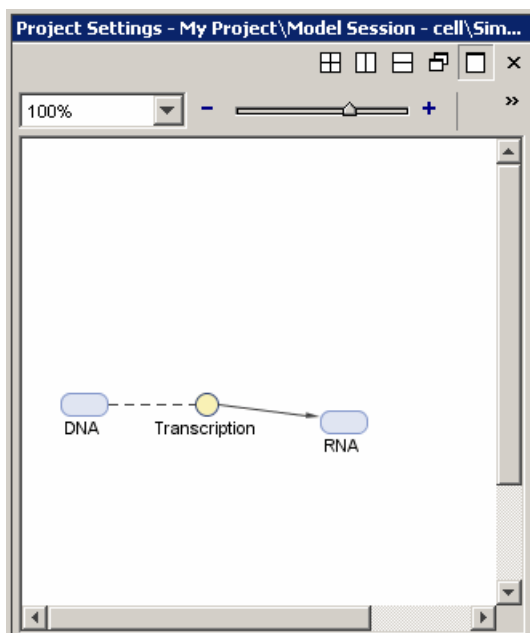 Project Settings - My Project\Model Session - cell\Sim...
100%
DNA
Transcription
RNA